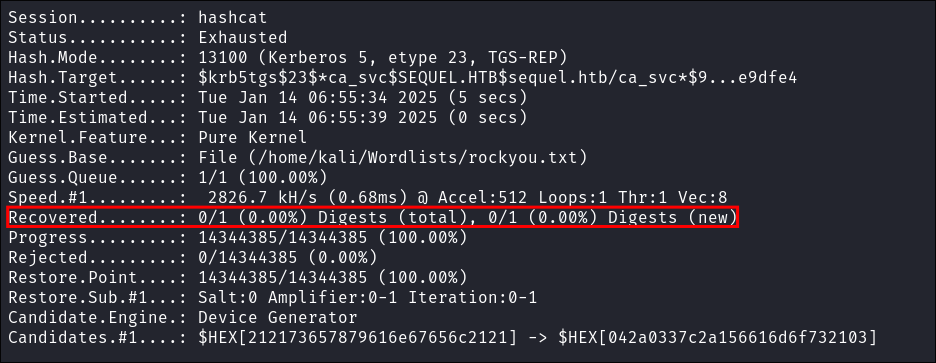 Session..........: hashcat
Status...........: Exhausted
Hash.Mode........: 13100 (Kerberos 5, etype 23, TGS-REP)
Hash.Target......: $krb5tgs$23$*ca_svc$SEQUEL.HTB$sequel.htb/ca_svc*$9...e9dfe4
Time.Started.....: Tue Jan 14 06:55:34 2025 (5 secs)
Time.Estimated...: Tue Jan 14 06:55:39 2025 (0 secs)
Kernel.Feature...: Pure Kernel
Guess.Base.......: File (/home/kali/Wordlists/rockyou.txt)
Guess.Queue......: 1/1 (100.00%)
Speed.#1.........:  2826.7 kH/s (0.68ms) @ Accel:512 Loops:1 Thr:1 Vec:8
Recovered........: 0/1 (0.00%) Digests (total), 0/1 (0.00%) Digests (new)
Progress.........: 14344385/14344385 (100.00%)
Rejected.........: 0/14344385 (0.00%)
Restore.Point....: 14344385/14344385 (100.00%)
Restore.Sub.#1...: Salt:0 Amplifier:0-1 Iteration:0-1
Candidate.Engine.: Device Generator
Candidates.#1....: $HEX[212173657879616e67656c2121] -> $HEX[042a0337c2a156616d6f732103]